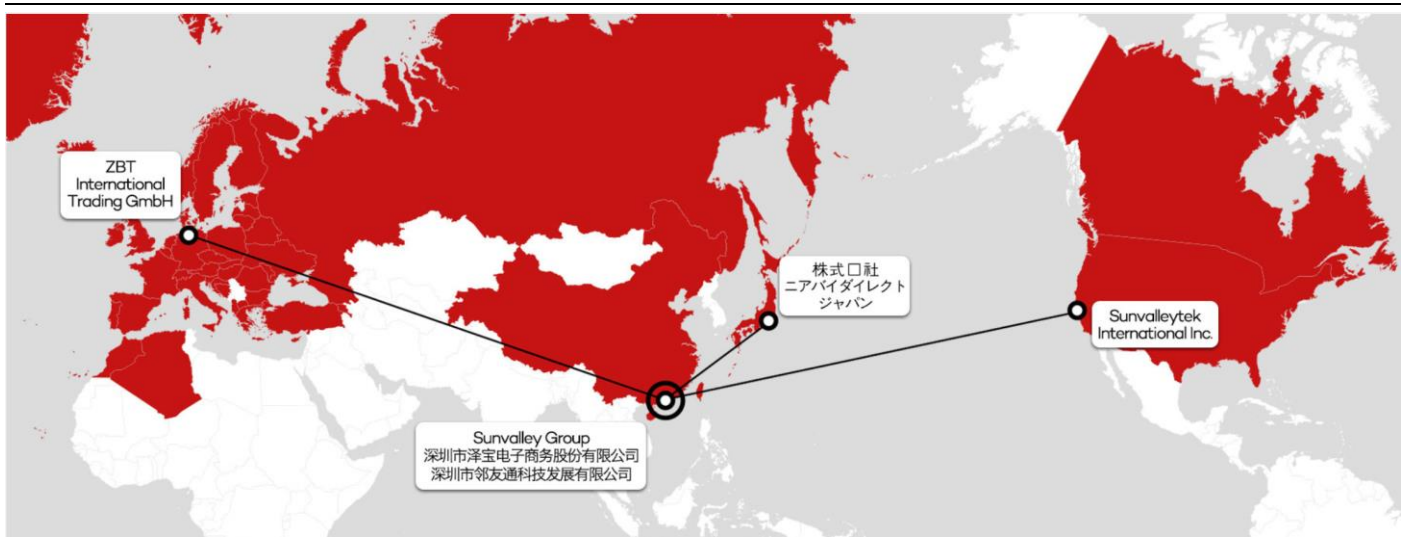 ZBT
International
Trading GmbH
株式□社
ニアバイダイレクト
ジャパン
Sunvalleytek
International Inc.
Sunvalley Group
深圳市泽宝电子商务股份有限公司
深圳市邻友通科技发展有限公司